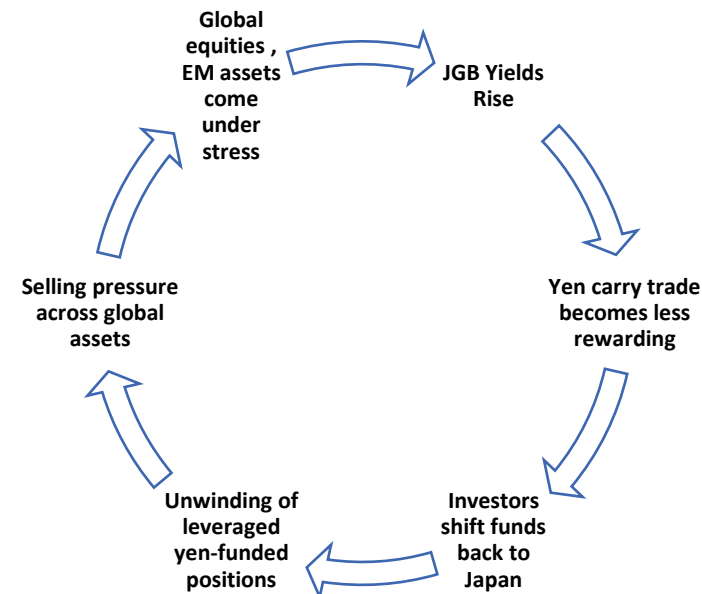 Global
equities ,
EM assets
come
under
stress
JGB Yields
Rise
Yen carry trade
becomes less
rewarding
Investors
shift funds
back to
Japan
Unwinding of
leveraged
yen-funded
positions
Selling pressure
across global
assets